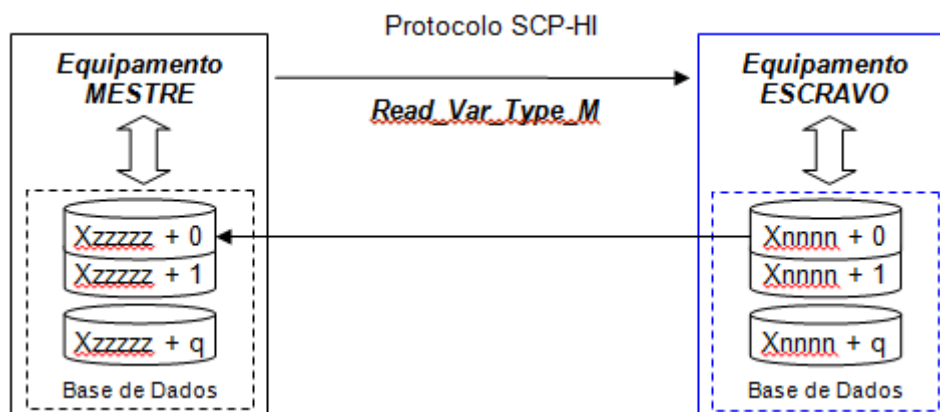 Protocolo SCP-HI
Equipamento
MESTRE
Read_Var_Type_M
Equipamento
ESCRAVO
Xzzzzz + 0
Xzzzzz + 1
Xzzzzz + q
Base de Dados
Xnnnn + 0
Xnnnn + 1
Xnnnn + q
Base de Dados